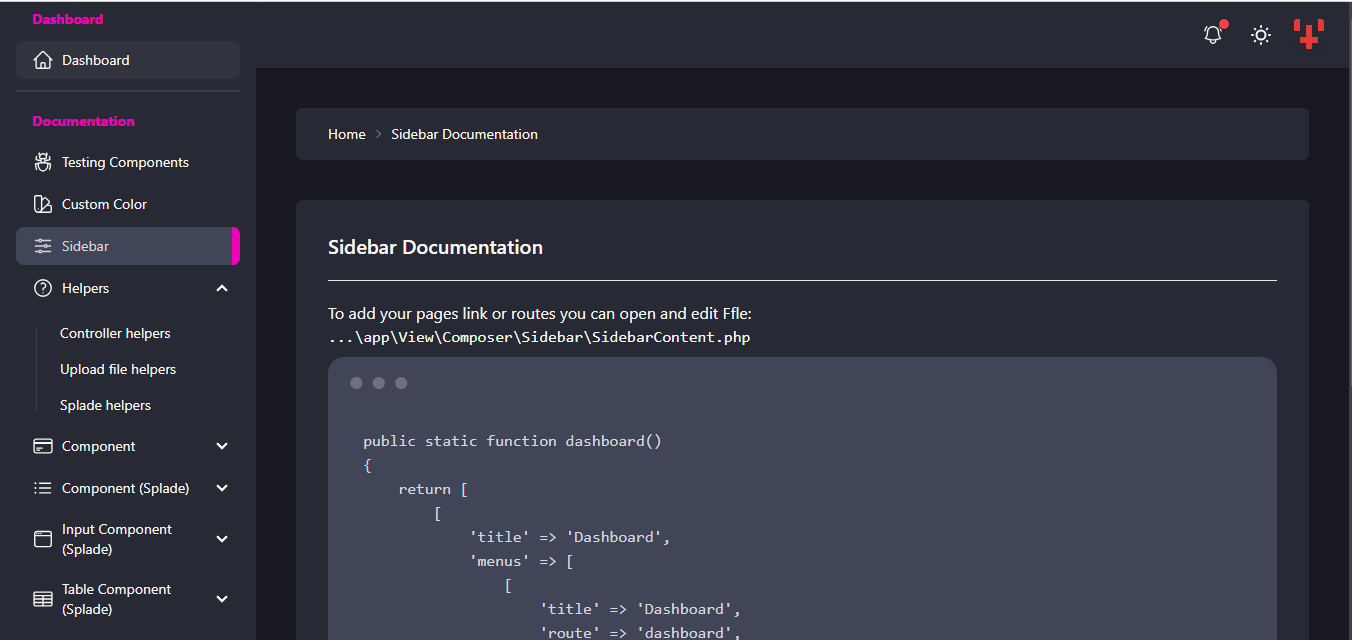 Dashboard
Dashboard
Documentation
Testing Components
Custom Color
Sidebar
Helpers
Controller helpers
Upload file helpers
Splade helpers
Component
Component (Splade)
Input Component
(Splade)
Table Component
(Splade)
Home > Sidebar Documentation
Sidebar Documentation
To add your pages link or routes you can open and edit Ffle:
...\app\View\Composer\Sidebar\SidebarContent.php
public static function dashboard()
{
    return [
        [
            'title' => 'Dashboard',
            'menus' => [
                [
                    'title' => 'Dashboard',
                    'route' => 'dashboard',